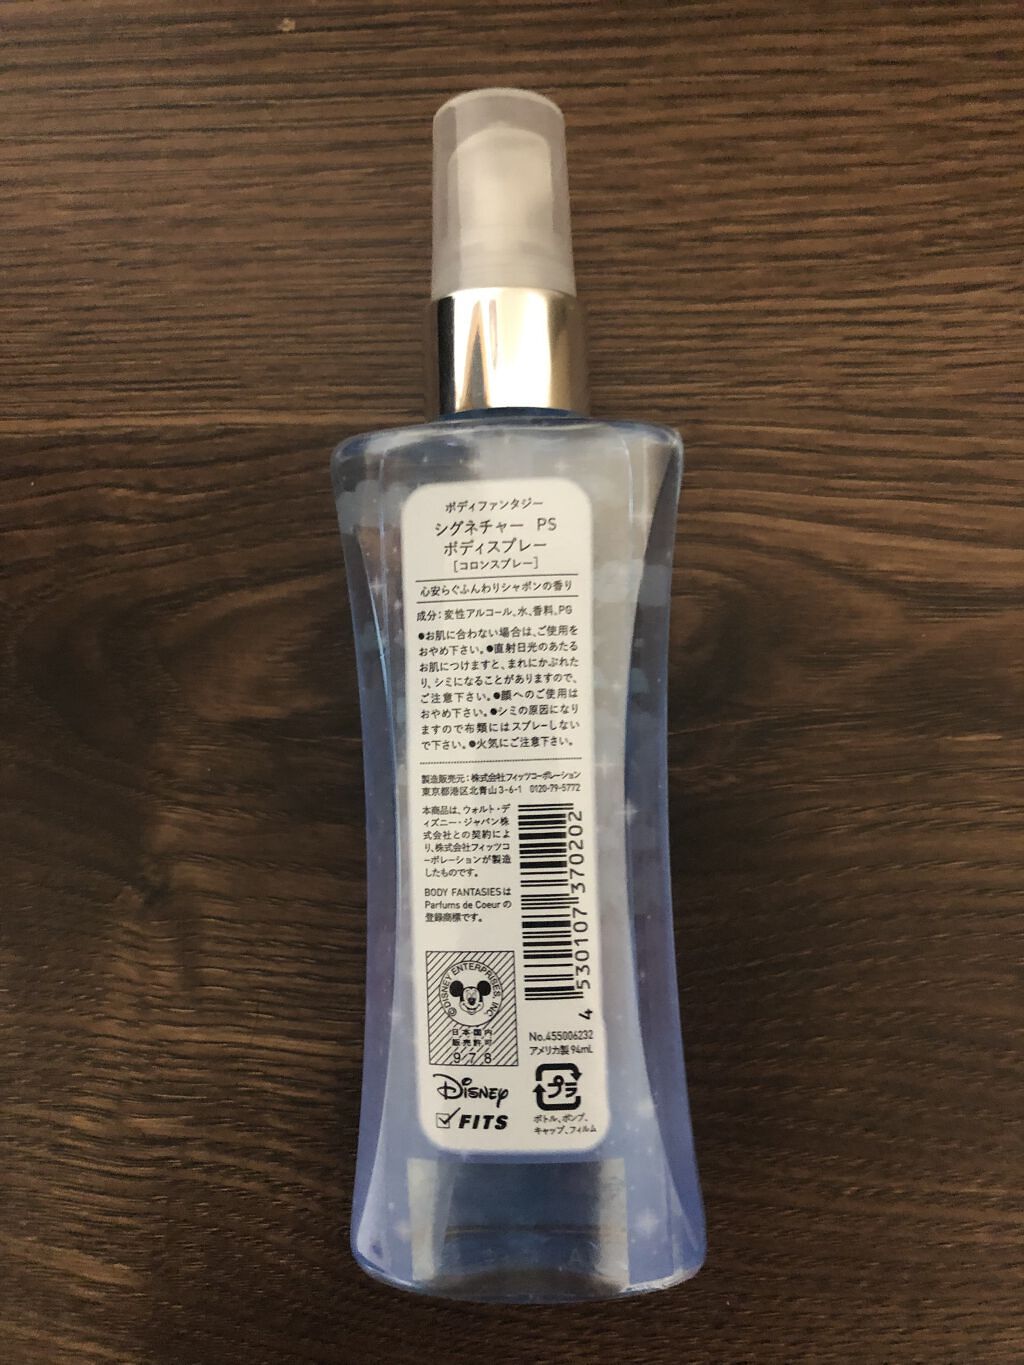 ボディファンタジー
シグネチャー PS
ボディスプレー
[コロンスプレー]
心安らぐふんわりシャボンの香り
成分:変性アルコール、水、香料、PG
●お肌に合わない場合は、ご使用を
おやめ下さい。●直射日光のあたる
お肌につけますと、まれにかぶれた
り、シミになることがありますので、
ご注意下さい。●顔へのご使用は
おやめ下さい。●シミの原因になり
ますので布類にはスプレーしない
で下さい。●火気にご注意下さい。
製造販売元:株式会社フィッツコーポレーション
東京都港区北青山3-6-1 0120-79-5772
本商品は、ウォルト・デ
ィズニー・ジャパン株
式会社との契約によ
り、株式会社フィッツコ
ーポレーションが製造
したものです。
BODY FANTASIESは
Parfums de Coeurの
登録商標です。
4 530107 370202
©DISNEY ENTERPRISES, INC.
日本国内
販売許可
978
No.455006232
アメリカ製 94mL
Disney
FITS
プラ
ボトル、ポンプ、
キャップ、フィルム